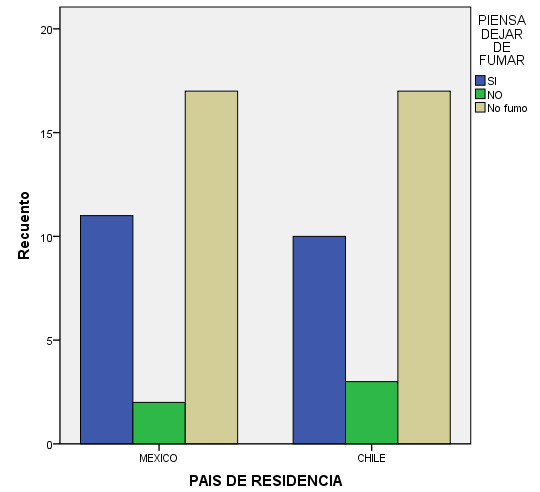 PIENSA
DEJAR
DE
FUMAR
SI
NO
No fumo
20
15
10
5
0
Recuento
MEXICO
CHILE
PAIS DE RESIDENCIA